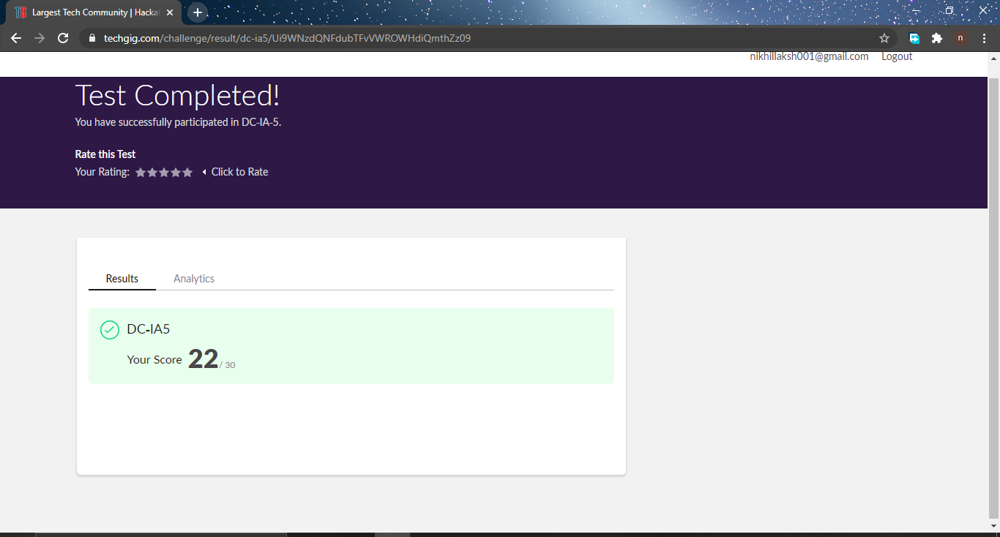 Largest Tech Community | Hacka
techgig.com/challenge/result/dc-ia5/Ui9WNzdQNFdubTFvVWROWHdiQmthZz09
n
nikhillaksh001@gmail.com Logout
Test Completed!
You have successfully participated in DC-IA-5.
Rate this Test
Your Rating: Click to Rate
Results Analytics
DC-IA5
Your Score 22 / 30